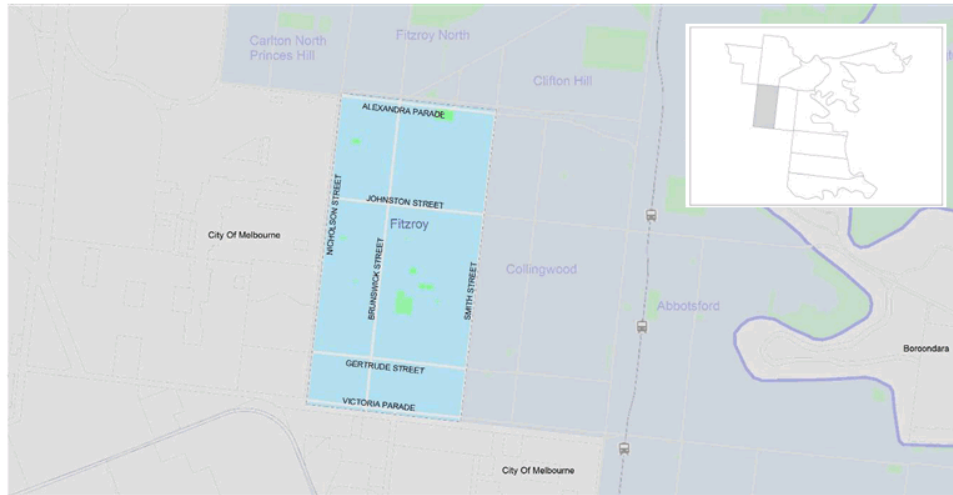 Carlton North
Princes Hill
Fitzroy North
Clifton Hill
ALEXANDRA PARADE
NICHOLSON STREET
JOHNSTON STREET
Fitzroy
City Of Melbourne
BRUNSWICK STREET
SMITH STREET
Collingwood
Abbotsford
Boroondara
GERTRUDE STREET
VICTORIA PARADE
City Of Melbourne